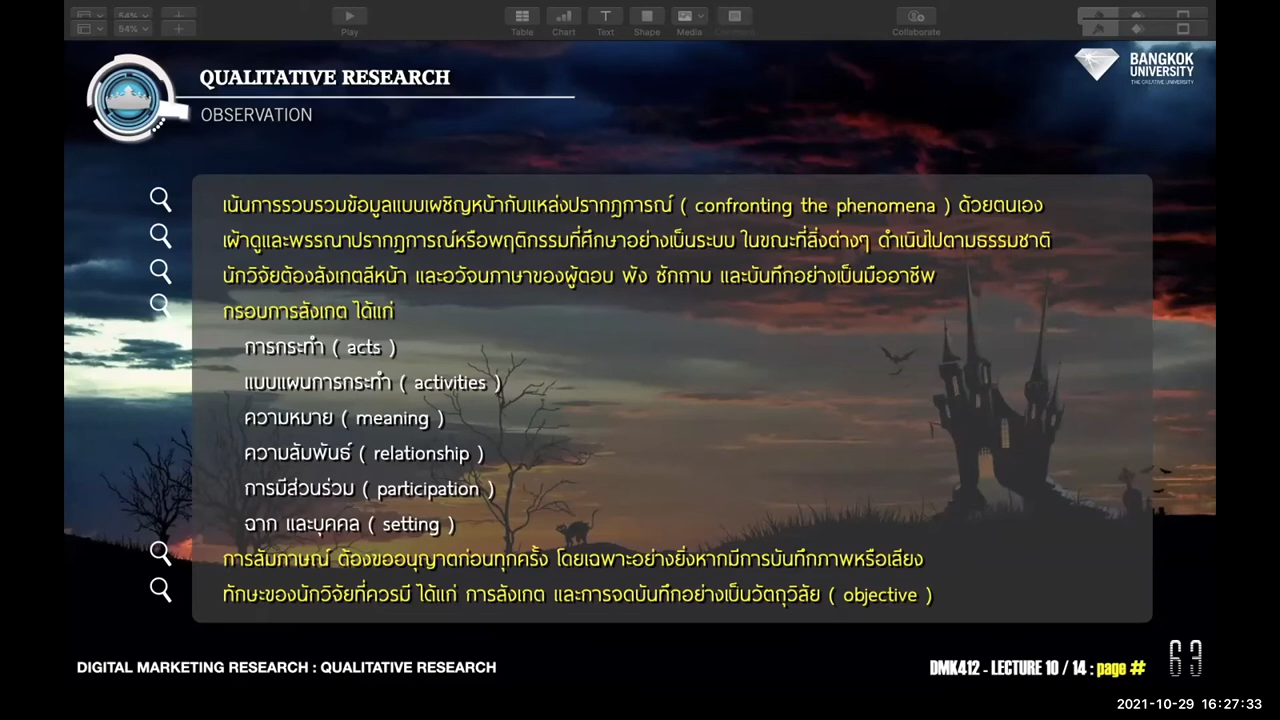 54%
54%
Play
Table
Chart
Text
Shape
Media
Comment
Collaborate
QUALITATIVE RESEARCH
OBSERVATION
BANGKOK
UNIVERSITY
THE CREATIVE UNIVERSITY
เน้นการรวบรวมข้อมูลแบบเผชิญหน้ากับแหล่งปรากฏการณ์ ( confronting the phenomena ) ด้วยตนเอง
เฝ้าดูและพรรณาปรากฏการณ์หรือพฤติกรรมที่ศึกษาอย่างเป็นระบบ ในขณะที่สิ่งต่างๆ ดำเนินไปตามธรรมชาติ
นักวิจัยต้องสังเกตสีหน้า และอวัจนภาษาของผู้ตอบ ฟัง ซักถาม และบันทึกอย่างเป็นมืออาชีพ
กรอบการสังเกต ได้แก่
การกระทำ ( acts )
แบบแผนการกระทำ ( activities )
ความหมาย ( meaning )
ความสัมพันธ์ ( relationship )
การมีส่วนร่วม ( participation )
ฉาก และบุคคล ( setting )
การสัมภาษณ์ ต้องขออนุญาตก่อนทุกครั้ง โดยเฉพาะอย่างยิ่งหากมีการบันทึกภาพหรือเสียง
ทักษะของนักวิจัยที่ควรมี ได้แก่ การสังเกต และการจดบันทึกอย่างเป็นวัตถุวิสัย ( objective )
DIGITAL MARKETING RESEARCH : QUALITATIVE RESEARCH
DMK412 - LECTURE 10 / 14 : page # 63
2021-10-29 16:27:33